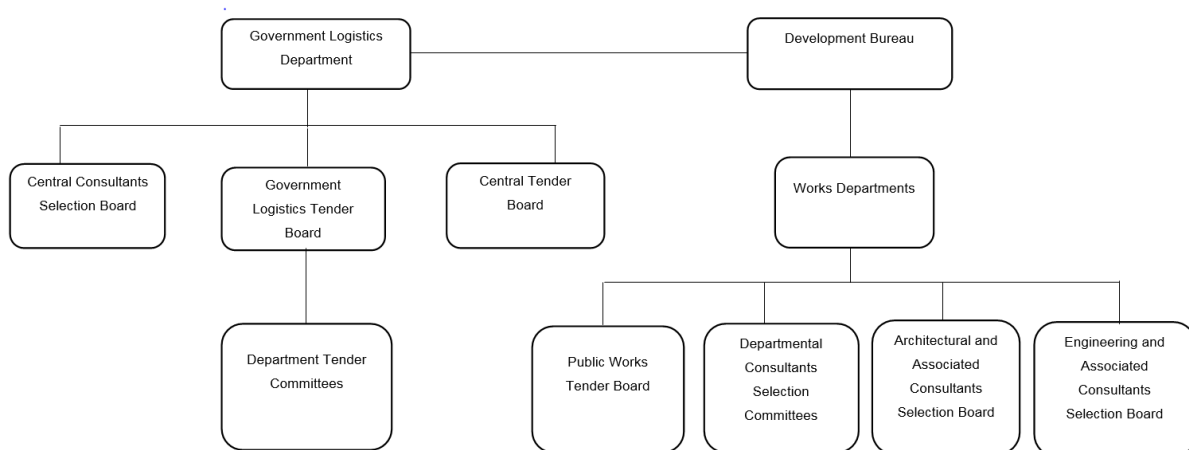 Government Logistics
Department
Development Bureau
Central Consultants
Selection Board
Government
Logistics Tender
Board
Central Tender
Board
Works Departments
Department Tender
Committees
Public Works
Tender Board
Departmental
Consultants
Selection
Committees
Architectural and
Associated
Consultants
Selection Board
Engineering and
Associated
Consultants
Selection Board